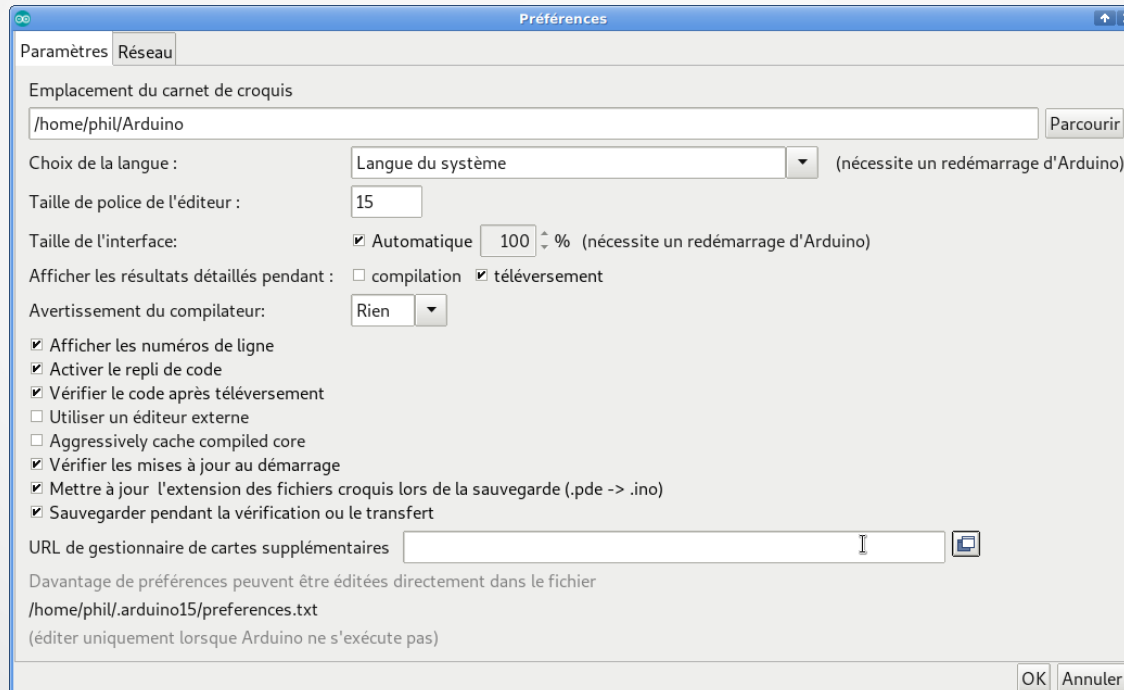 Préférences
Paramètres Réseau
Emplacement du carnet de croquis
/home/phil/Arduino Parcourir
Choix de la langue : Langue du système (nécessite un redémarrage d'Arduino)
Taille de police de l'éditeur : 15
Taille de l'interface: Automatique 100 % (nécessite un redémarrage d'Arduino)
Afficher les résultats détaillés pendant : compilation téléversement
Avertissement du compilateur: Rien
Afficher les numéros de ligne
Activer le repli de code
Vérifier le code après téléversement
Utiliser un éditeur externe
Aggressively cache compiled core
Vérifier les mises à jour au démarrage
Mettre à jour  l'extension des fichiers croquis lors de la sauvegarde (.pde -> .ino)
Sauvegarder pendant la vérification ou le transfert
URL de gestionnaire de cartes supplémentaires
Davantage de préférences peuvent être éditées directement dans le fichier
/home/phil/.arduino15/preferences.txt
(éditer uniquement lorsque Arduino ne s'exécute pas)
OK Annuler